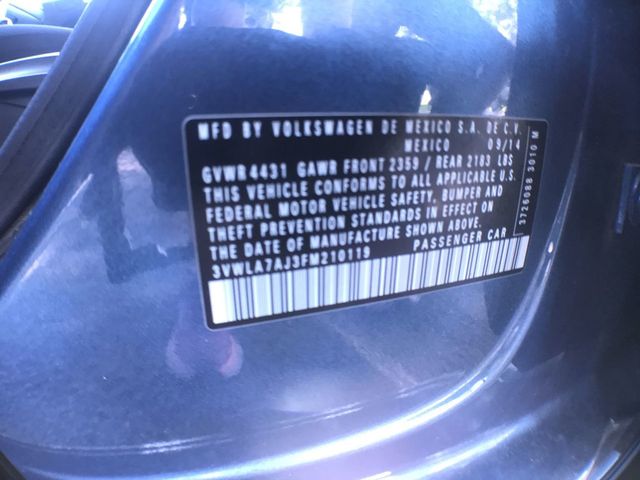 MFD BY VOLKSWAGEN DE MEXICO S.A. DE C.V.
MEXICO 09/14
GVWR 4431 GAWR FRONT 2359 / REAR 2183 LBS
THIS VEHICLE CONFORMS TO ALL APPLICABLE U.S.
FEDERAL MOTOR VEHICLE SAFETY, BUMPER AND
THEFT PREVENTION STANDARDS IN EFFECT ON
THE DATE OF MANUFACTURE SHOWN ABOVE.
3VWLA7AJ3FM210119 PASSENGER CAR
3726088 3010 M